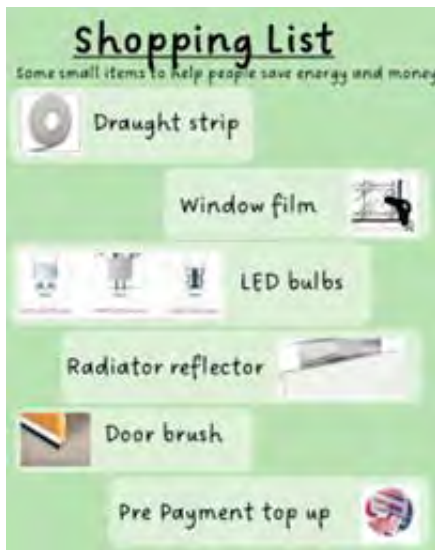 Shopping List
Some small items to help people save energy and money
Draught strip
Window film
LED bulbs
Radiator reflector
Door brush
Pre Payment top up